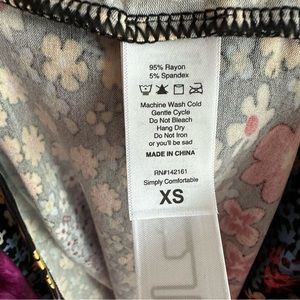 95% Rayon
5% Spandex
Machine Wash Cold
Gentle Cycle
Do Not Bleach
Hang Dry
Do Not Iron
or you'll be sad
MADE IN CHINA
RN#142161
Simply Comfortable
XS